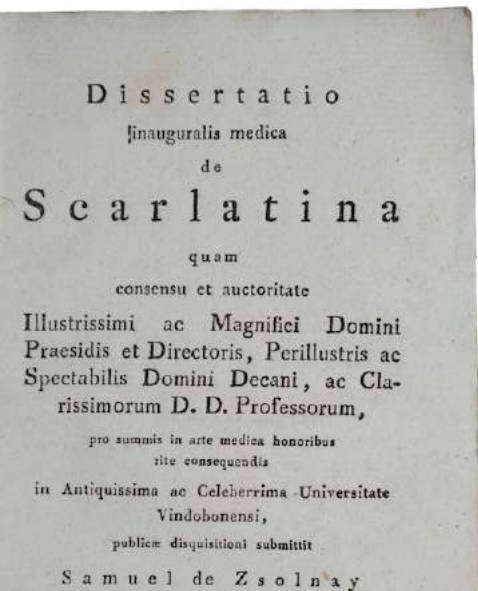 Dissertatio
inauguralis medica
de
Scarlatina
quam
consensu et auctoritate
Illustrissimi ac Magnifici Domini
Praesidis et Directoris, Perillustris ac
Spectabilis Domini Decani, ac Cla-
rissimorum D. D. Professorum,
pro summis in arte medica honoribus
rite consequendis
in Antiquissima ac Celeberrima Universitate
Vindobonensi,
publicæ disquisitioni submittit
Samuel de Zsolnay